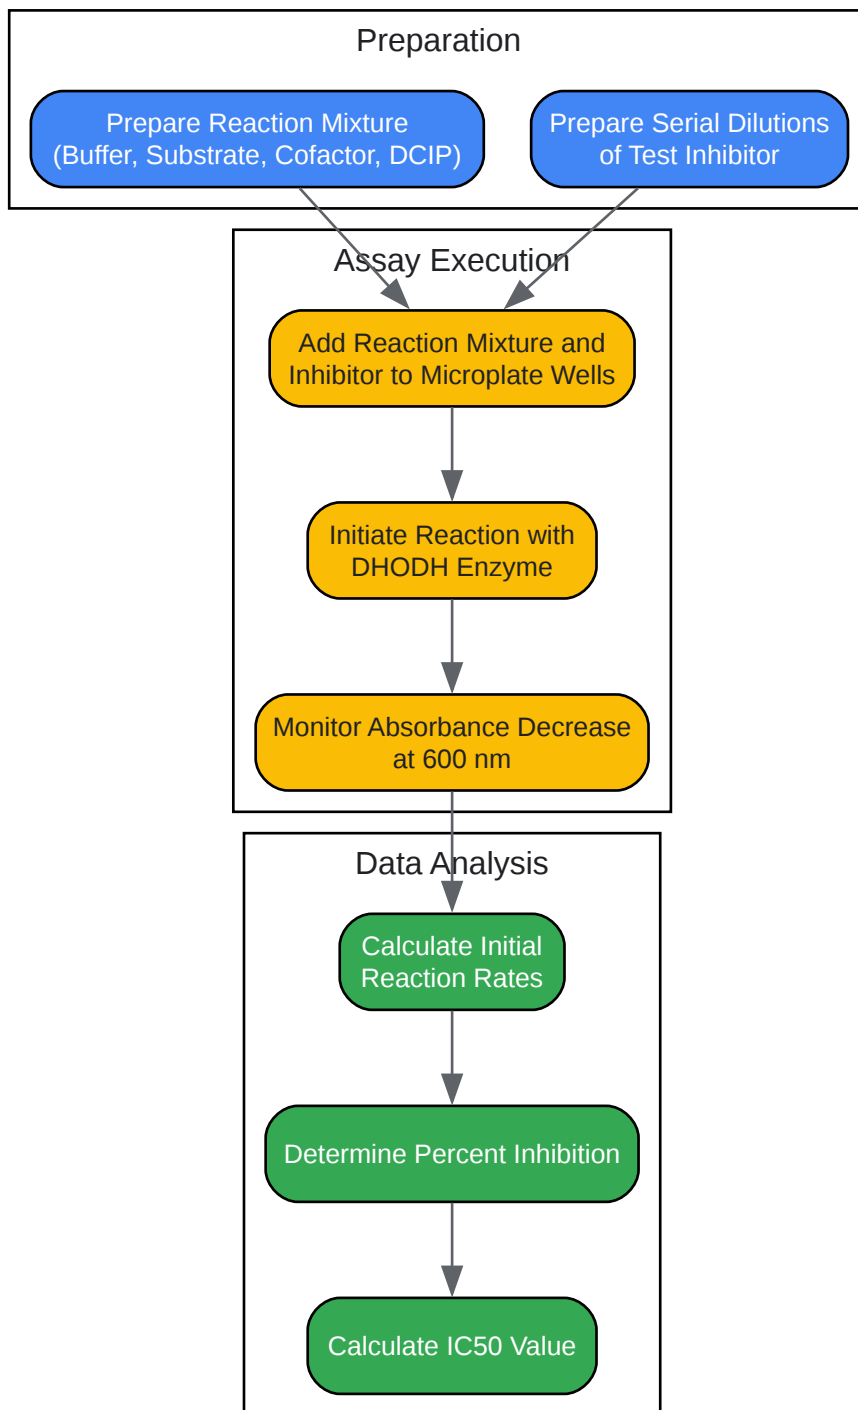 Preparation
Prepare Reaction Mixture
(Buffer, Substrate, Cofactor, DCIP)
Prepare Serial Dilutions
of Test Inhibitor
Assay Execution
Add Reaction Mixture and
Inhibitor to Microplate Wells
Initiate Reaction with
DHODH Enzyme
Monitor Absorbance Decrease
at 600 nm
Data Analysis
Calculate Initial
Reaction Rates
Determine Percent Inhibition
Calculate IC50 Value